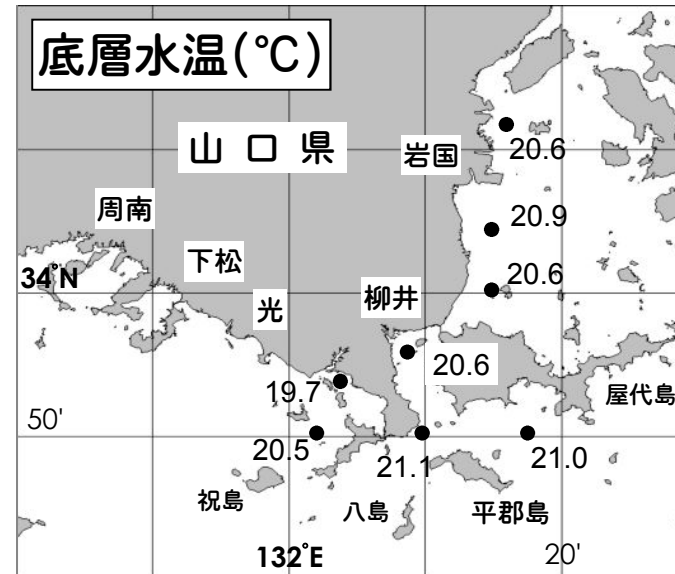 底層水温(℃)
山口県
岩国
20.6
周南
20.9
下松
34°N
20.6
光
柳井
20.6
19.7
屋代島
50'
20.5
21.1
21.0
祝島
八島
平郡島
132°E
20'